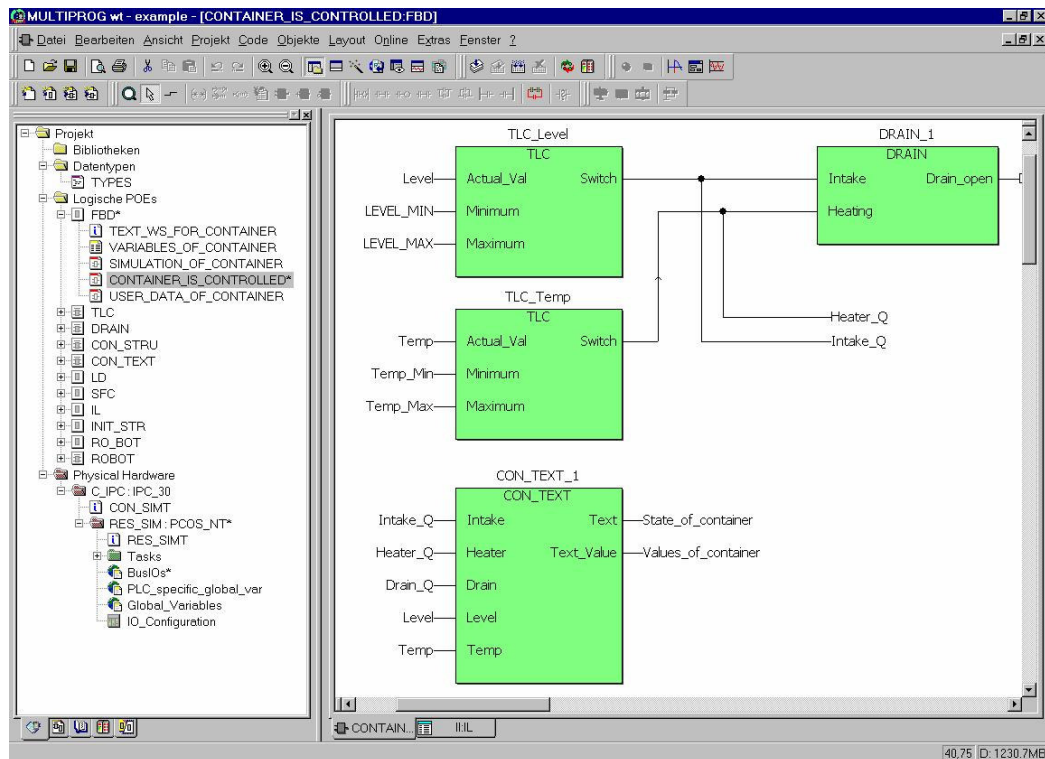 MULTIPROG wt - example - [CONTAINER_IS_CONTROLLED:FBD]
Datei Bearbeiten Ansicht Projekt Code Objekte Layout Online Extras Fenster ?
Projekt
Bibliotheken
Datentypen
TYPES
Logische POEs
FBD*
TEXT_WS_FOR_CONTAINER
VARIABLES_OF_CONTAINER
SIMULATION_OF_CONTAINER
CONTAINER_IS_CONTROLLED*
USER_DATA_OF_CONTAINER
TLC
DRAIN
CON_STRU
CON_TEXT
LD
SFC
IL
INIT_STR
RO_BOT
ROBOT
Physical Hardware
C_IPC : IPC_30
CON_SIMT
RES_SIM : PCOS_NT*
RES_SIMT
Tasks
BusIOs*
PLC_specific_global_var
Global_Variables
IO_Configuration
TLC_Level
TLC
Level Actual_Val Switch
LEVEL_MIN Minimum
LEVEL_MAX Maximum
DRAIN_1
DRAIN
Intake Drain_open
Heating
TLC_Temp
TLC
Temp Actual_Val Switch
Temp_Min Minimum
Temp_Max Maximum
Heater_Q
Intake_Q
CON_TEXT_1
CON_TEXT
Intake_Q Intake Text State_of_container
Heater_Q Heater Text_Value Values_of_container
Drain_Q Drain
Level Level
Temp Temp
CONTAIN... II:IL
40,75 D: 1230.7MB